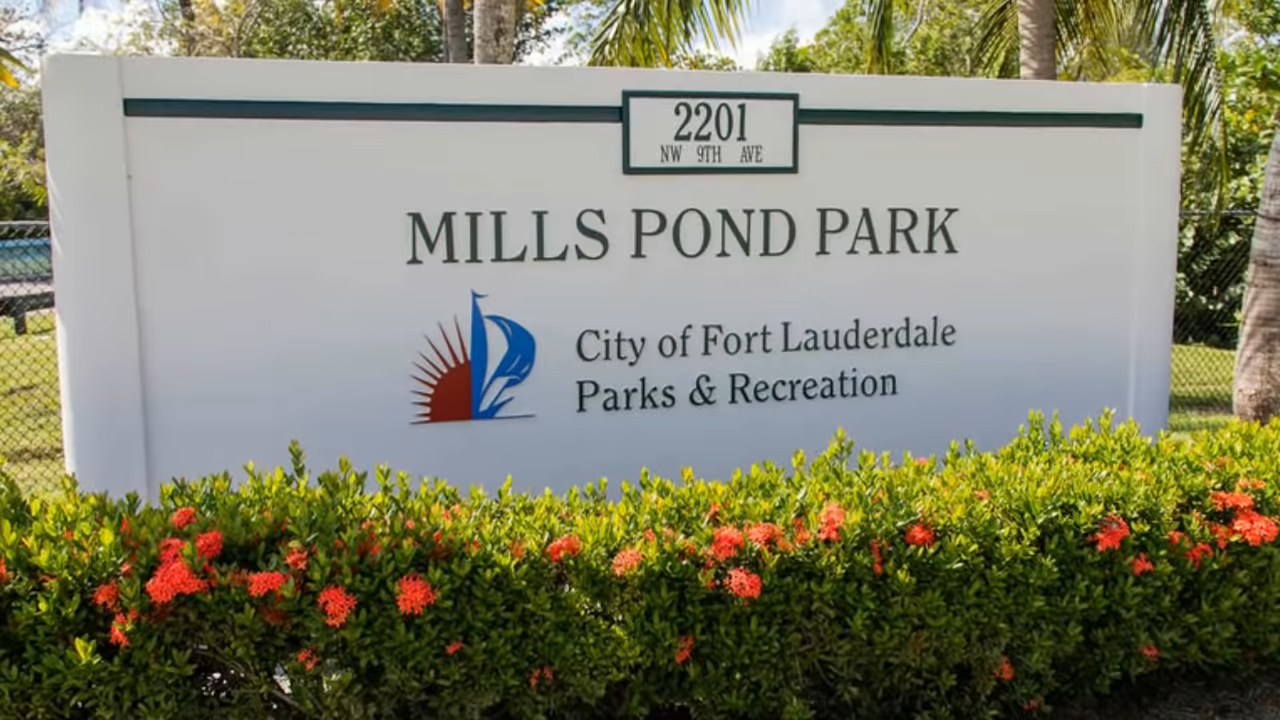 2201
NW 9TH AVE
MILLS POND PARK
City of Fort Lauderdale
Parks & Recreation